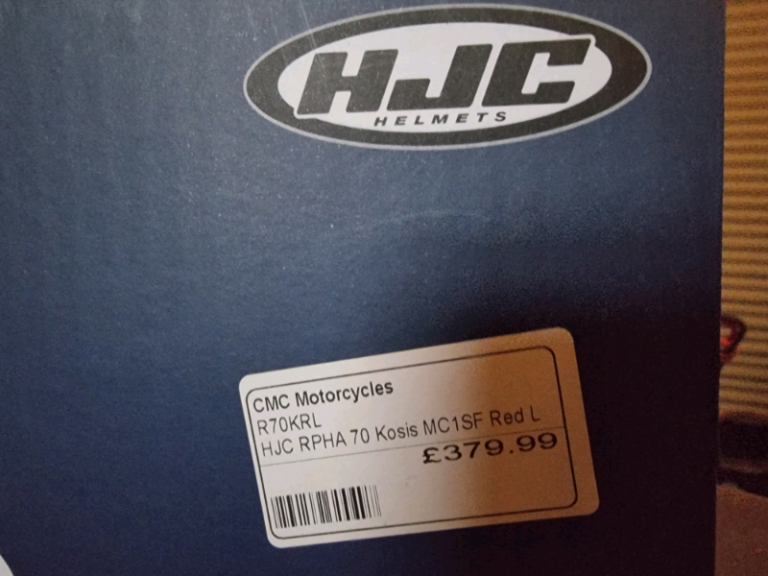 HJC
HELMETS
CMC Motorcycles
R70KRL
HJC RPHA 70 Kosis MC1SF Red L
£379.99